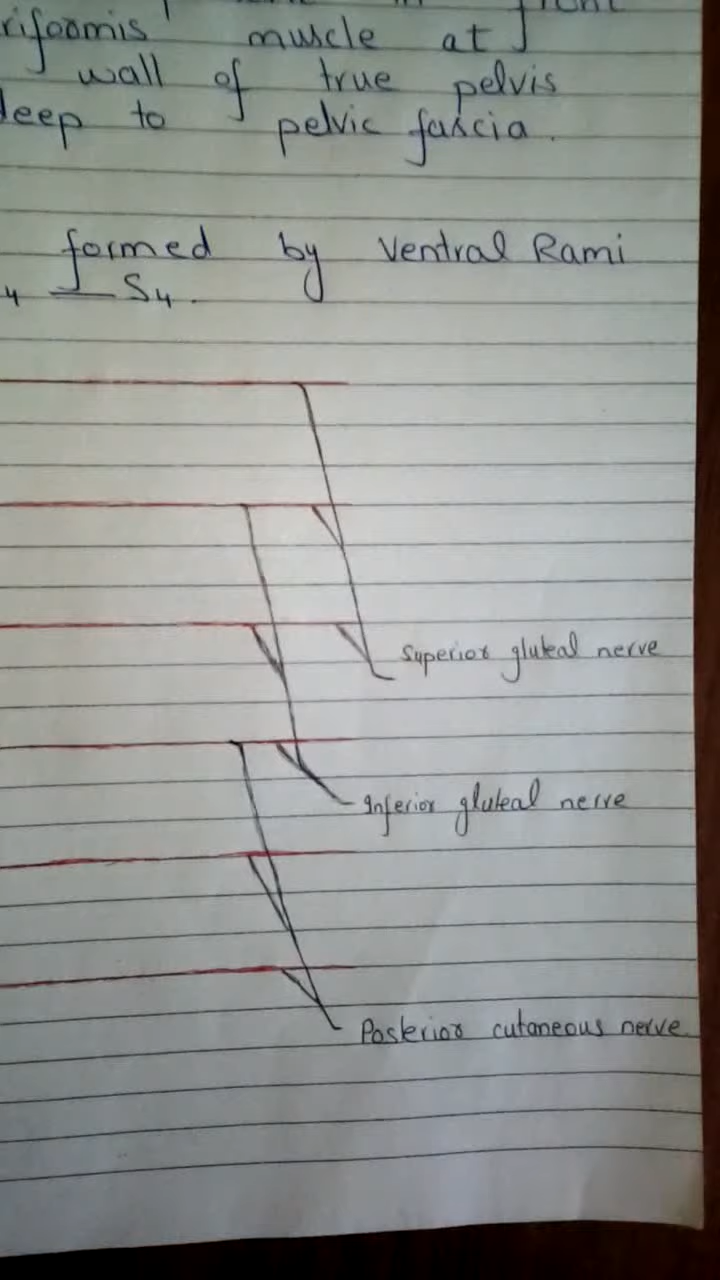 muscle at
wall of true pelvis
deep to pelvic fascia.
formed by Ventral Rami
4 — S4.
Superior gluteal nerve
Inferior gluteal nerve
Posterior cutaneous nerve